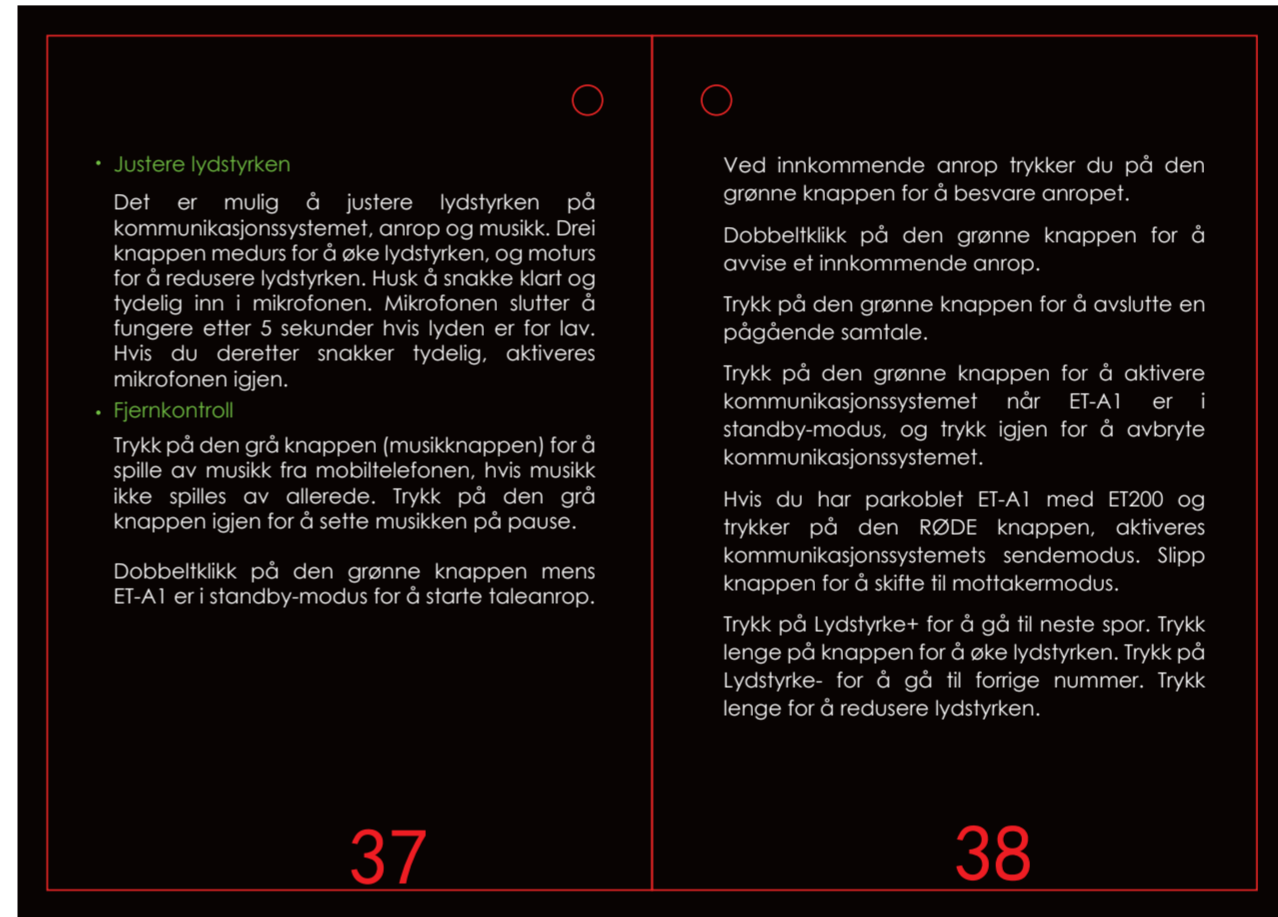 • Justere lydstyrken
Det er mulig å justere lydstyrken på
kommunikasjonssystemet, anrop og musikk. Drei
knappen medurs for å øke lydstyrken, og moturs
for å redusere lydstyrken. Husk å snakke klart og
tydelig inn i mikrofonen. Mikrofonen slutter å
fungere etter 5 sekunder hvis lyden er for lav.
Hvis du deretter snakker tydelig, aktiveres
mikrofonen igjen.
• Fjernkontroll
Trykk på den grå knappen (musikknappen) for å
spille av musikk fra mobiltelefonen, hvis musikk
ikke spilles av allerede. Trykk på den grå
knappen igjen for å sette musikken på pause.
Dobbeltklikk på den grønne knappen mens
ET-A1 er i standby-modus for å starte taleanrop.
37
Ved innkommende anrop trykker du på den
grønne knappen for å besvare anropet.
Dobbeltklikk på den grønne knappen for å
avvise et innkommende anrop.
Trykk på den grønne knappen for å avslutte en
pågående samtale.
Trykk på den grønne knappen for å aktivere
kommunikasjonssystemet når ET-A1 er i
standby-modus, og trykk igjen for å avbryte
kommunikasjonssystemet.
Hvis du har parkoblet ET-A1 med ET200 og
trykker på den RØDE knappen, aktiveres
kommunikasjonssystemets sendemodus. Slipp
knappen for å skifte til mottakermodus.
Trykk på Lydstyrke+ for å gå til neste spor. Trykk
lenge på knappen for å øke lydstyrken. Trykk på
Lydstyrke- for å gå til forrige nummer. Trykk
lenge for å redusere lydstyrken.
38